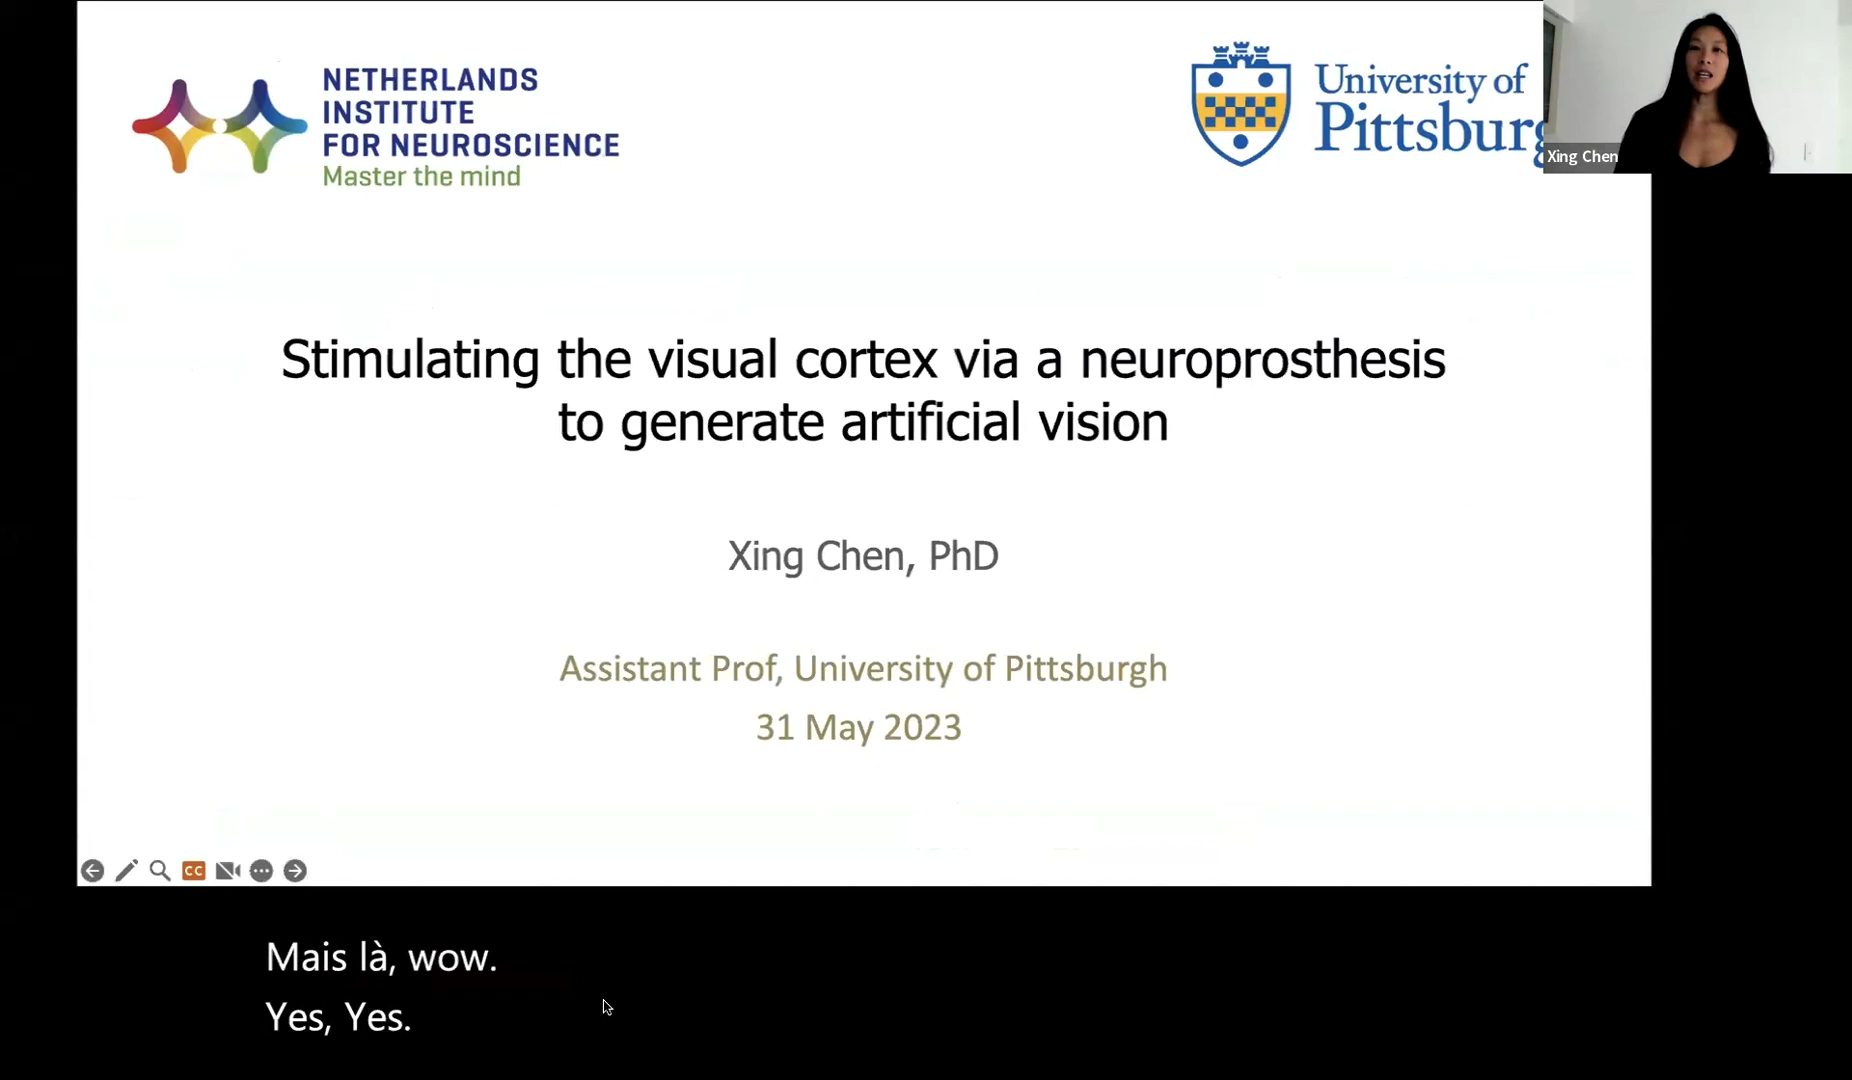 NETHERLANDS
INSTITUTE
FOR NEUROSCIENCE
Master the mind
University of
Pittsburg
Xing Chen
Stimulating the visual cortex via a neuroprosthesis
to generate artificial vision
Xing Chen, PhD
Assistant Prof, University of Pittsburgh
31 May 2023
CC
Mais là, wow.
Yes, Yes.